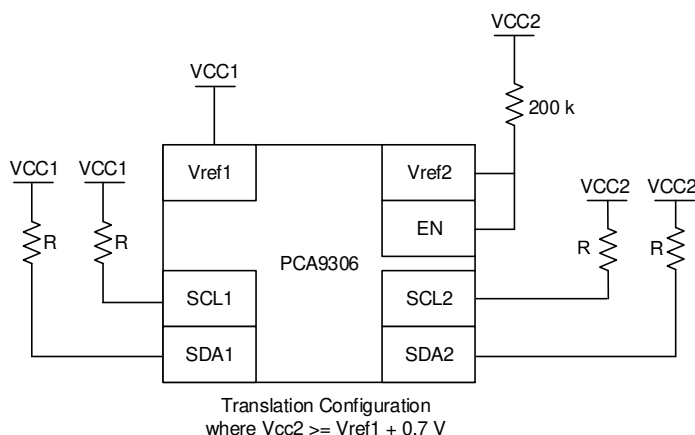 VCC2
VCC1
200 k
VCC1
VCC1
Vref1
Vref2
VCC2
VCC2
R
R
EN
R
R
PCA9306
SCL1
SCL2
SDA1
SDA2
Translation Configuration
where Vcc2 >= Vref1 + 0.7 V